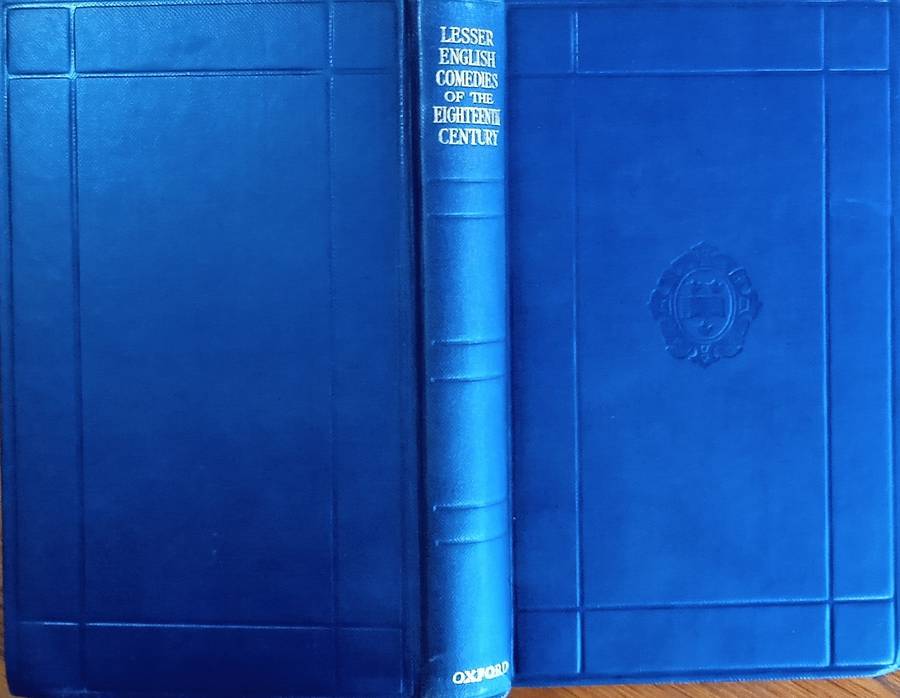 LESSER
ENGLISH
COMEDIES
OF THE
EIGHTEENTH
CENTURY
OXFORD